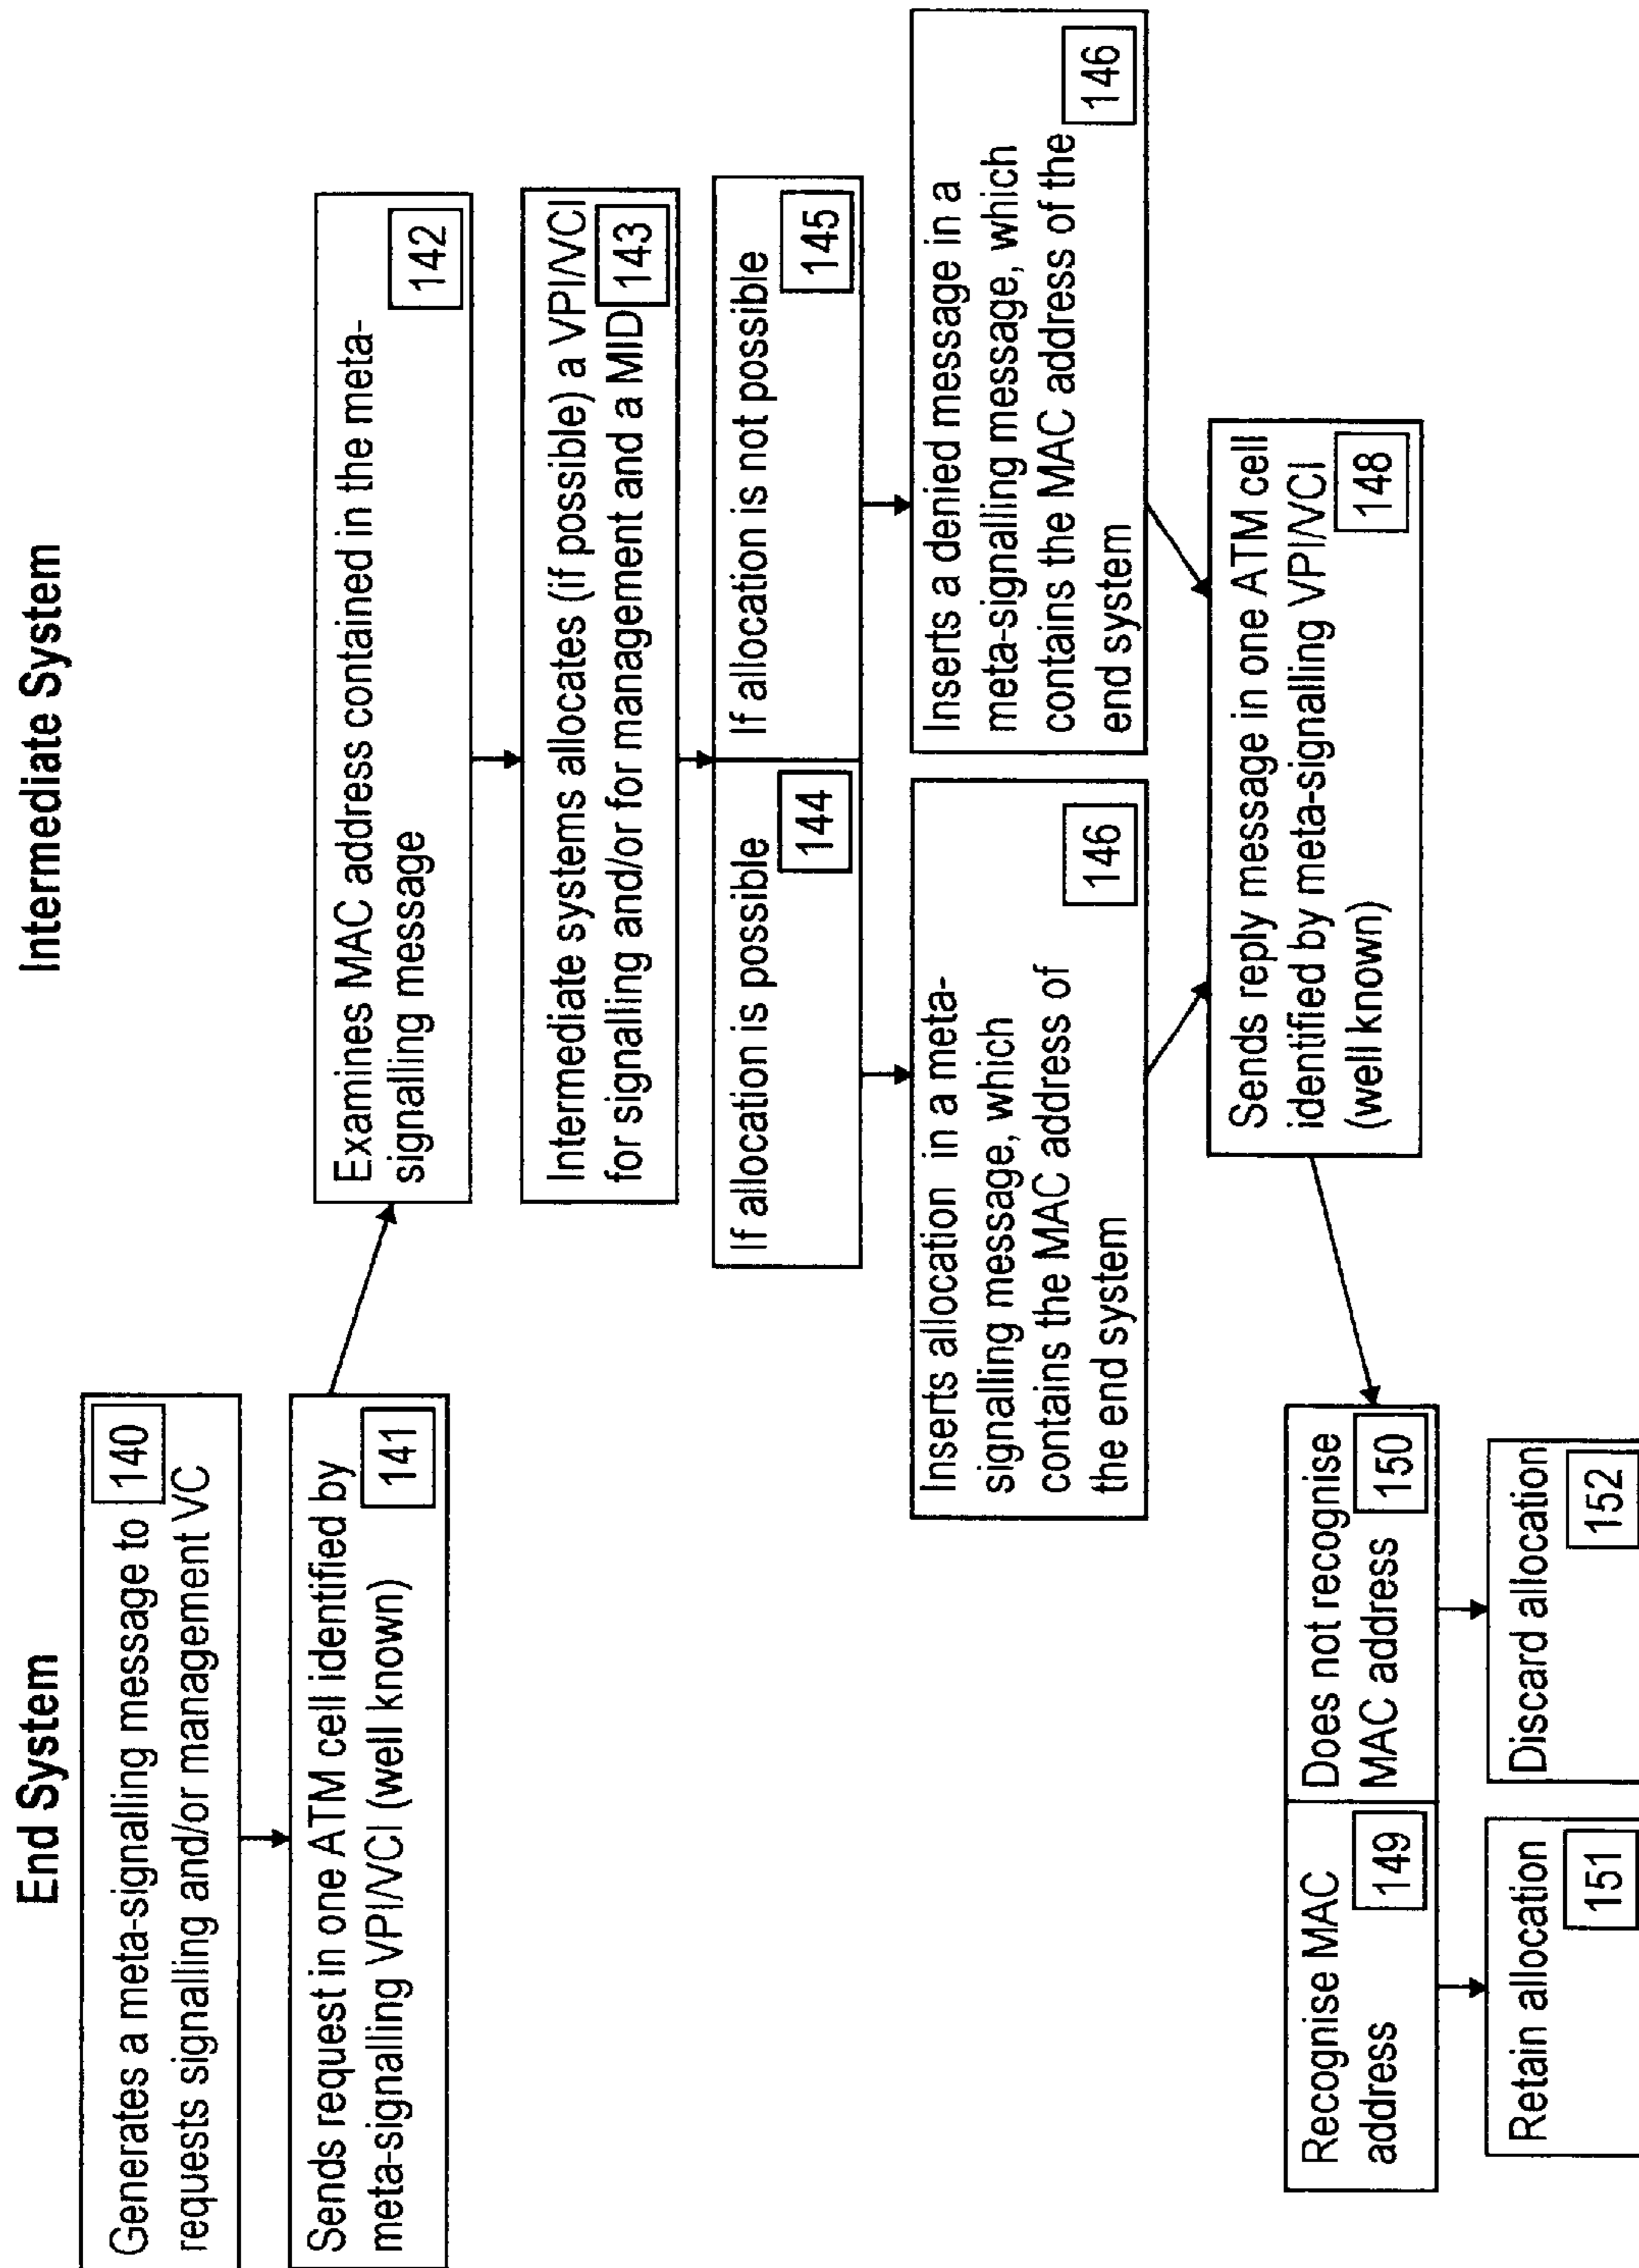 End System
Intermediate System
Generates a meta-signalling message to
requests signalling and/or management VC
140
Sends request in one ATM cell identified by
meta-signalling VPI/VCI (well known)
141
Examines MAC address contained in the meta-
signalling message
142
Intermediate systems allocates (if possible) a VPI/VCI
for signalling and/or for management and a MID
143
If allocation is possible
144
If allocation is not possible
145
Inserts allocation in a meta-
signalling message, which
contains the MAC address of
the end system
146
Inserts a denied message in a
meta-signalling message, which
contains the MAC address of the
end system
146
Sends reply message in one ATM cell
identified by meta-signalling VPI/VCI
(well known)
148
Recognise MAC
address
149
Does not recognise
MAC address
150
Retain allocation
151
Discard allocation
152